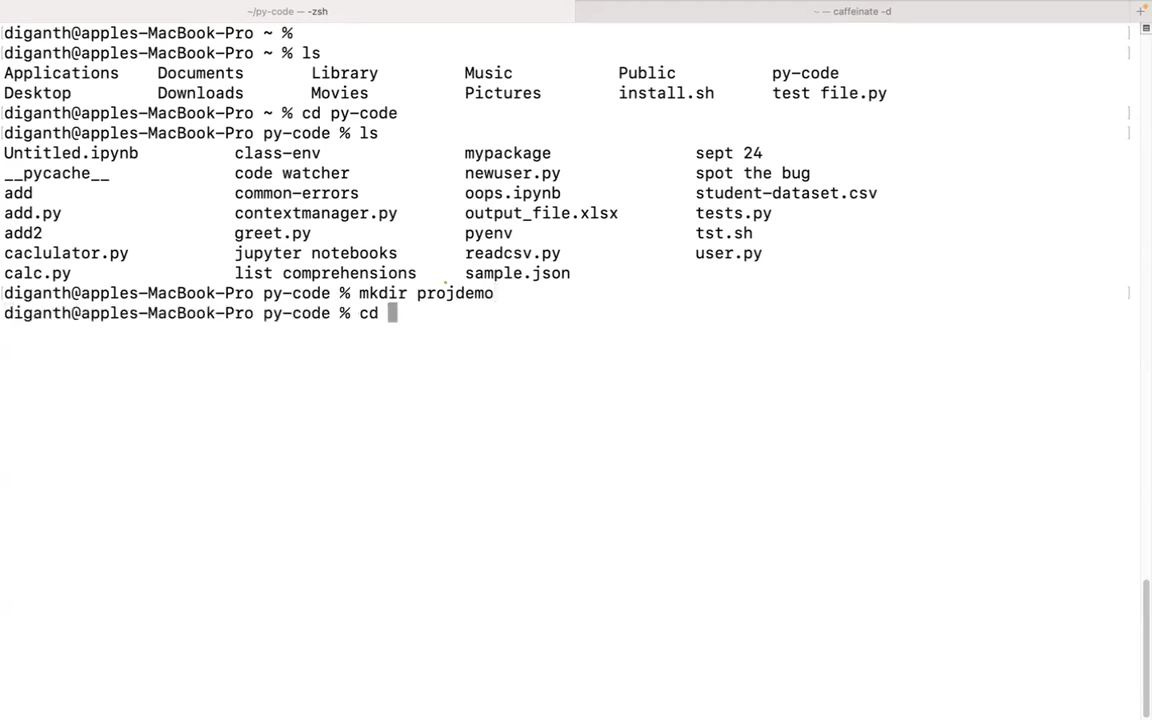 ~/py-code — -zsh
~ — caffeinate -d
diganth@apples-MacBook-Pro ~ %
diganth@apples-MacBook-Pro ~ % ls
Applications Documents Library Music Public py-code
Desktop Downloads Movies Pictures install.sh test file.py
diganth@apples-MacBook-Pro ~ % cd py-code
diganth@apples-MacBook-Pro py-code % ls
Untitled.ipynb class-env mypackage sept 24
__pycache__ code watcher newuser.py spot the bug
add common-errors oops.ipynb student-dataset.csv
add.py contextmanager.py output_file.xlsx tests.py
add2 greet.py pyenv tst.sh
caclulator.py jupyter notebooks readcsv.py user.py
calc.py list comprehensions sample.json
diganth@apples-MacBook-Pro py-code % mkdir projdemo
diganth@apples-MacBook-Pro py-code % cd